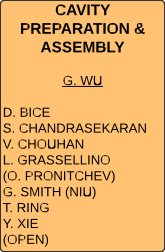 CAVITY
PREPARATION &
ASSEMBLY
G. WU
D. BICE
S. CHANDRASEKARAN
V. CHOUHAN
L. GRASSELLINO
(O. PRONITCHEV)
G. SMITH (NIU)
T. RING
Y. XIE
(OPEN)